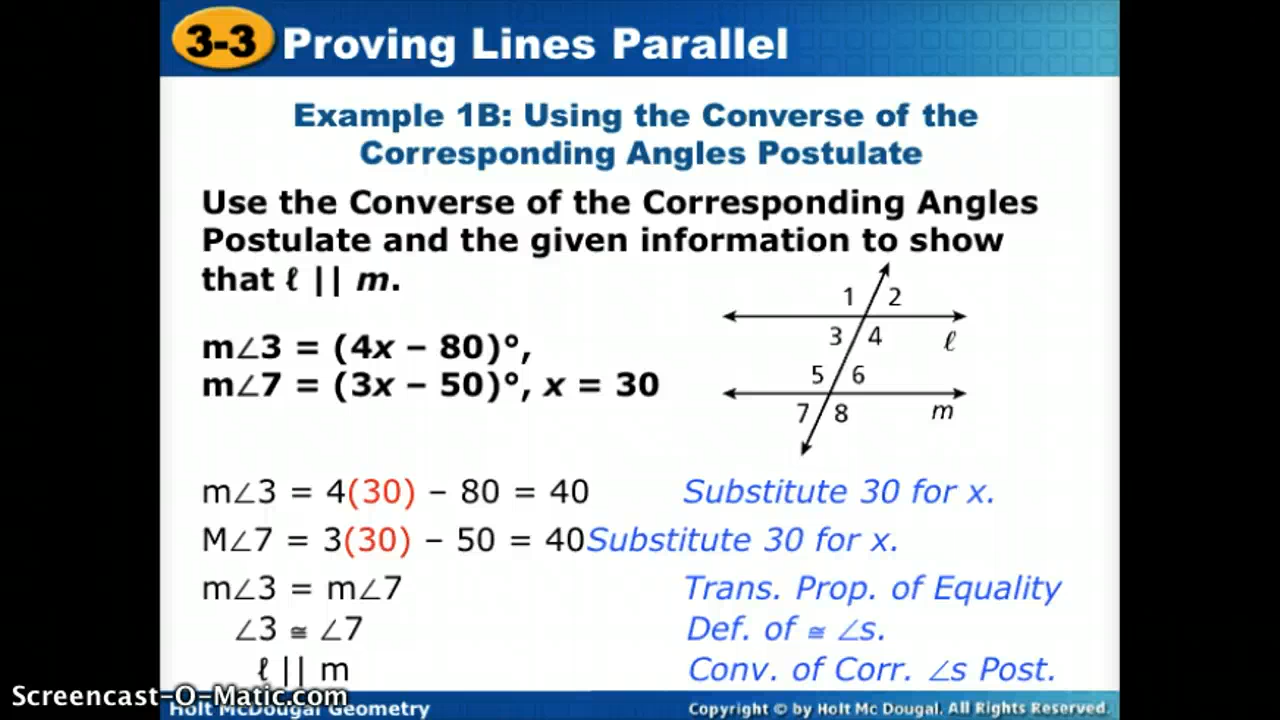 3-3 Proving Lines Parallel
Example 1B: Using the Converse of the
Corresponding Angles Postulate
Use the Converse of the Corresponding Angles
Postulate and the given information to show
that ℓ || m.
m∠3 = (4x – 80)°,
m∠7 = (3x – 50)°, x = 30
1 2
3 4 ℓ
5 6
7 8 m
m∠3 = 4(30) – 80 = 40 Substitute 30 for x.
M∠7 = 3(30) – 50 = 40Substitute 30 for x.
m∠3 = m∠7 Trans. Prop. of Equality
∠3 ≅ ∠7 Def. of ≅ ∠s.
ℓ || m Conv. of Corr. ∠s Post.
Screencast-O-Matic.com
Holt McDougal Geometry Copyright © by Holt Mc Dougal. All Rights Reserved.